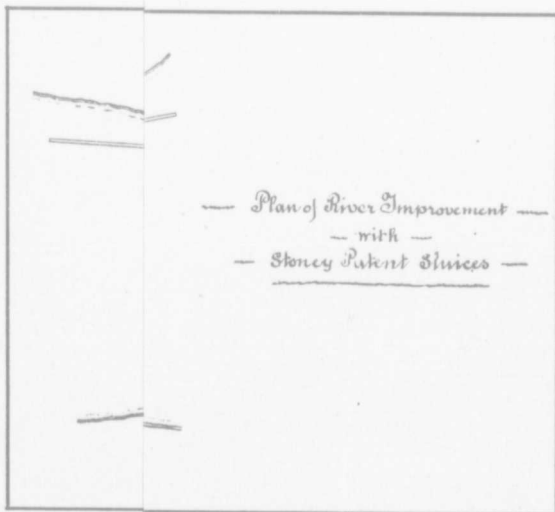 — Plan of River Improvement —
— with —
— Stoney Patent Sluices —